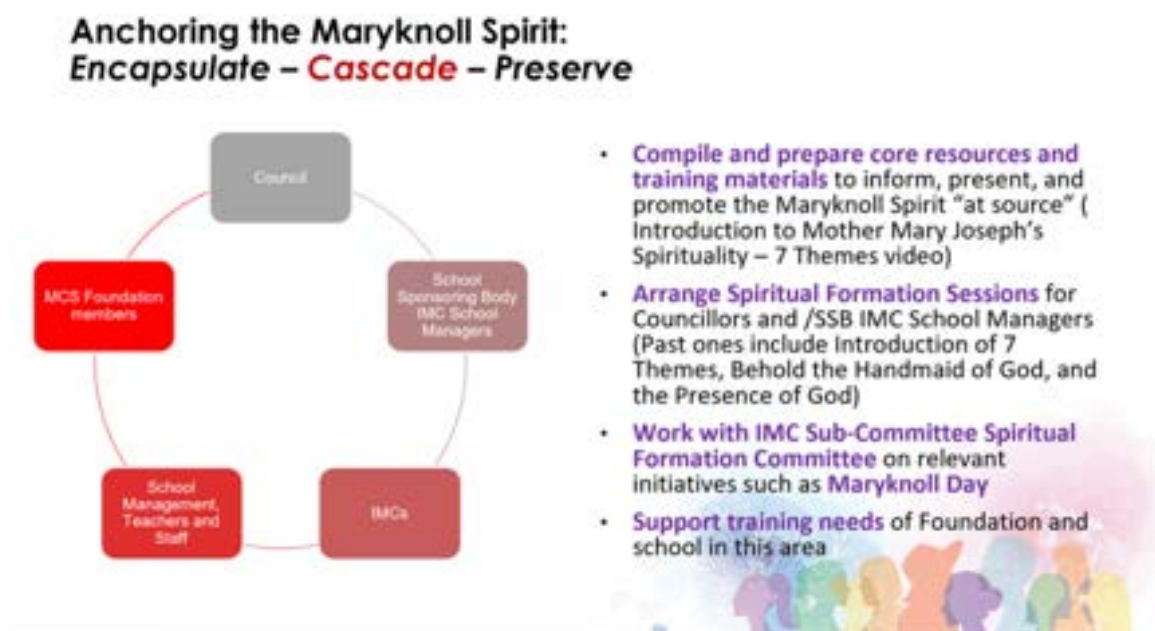 Anchoring the Maryknoll Spirit:
Encapsulate – Cascade – Preserve
Council
MCS Foundation
members
School
Sponsoring Body
IMC School
Managers
School
Management,
Teachers and
Staff
IMCs
• Compile and prepare core resources and
training materials to inform, present, and
promote the Maryknoll Spirit “at source” (
Introduction to Mother Mary Joseph’s
Spirituality – 7 Themes video)
• Arrange Spiritual Formation Sessions for
Councillors and /SSB IMC School Managers
(Past ones include Introduction of 7
Themes, Behold the Handmaid of God, and
the Presence of God)
• Work with IMC Sub-Committee Spiritual
Formation Committee on relevant
initiatives such as Maryknoll Day
• Support training needs of Foundation and
school in this area